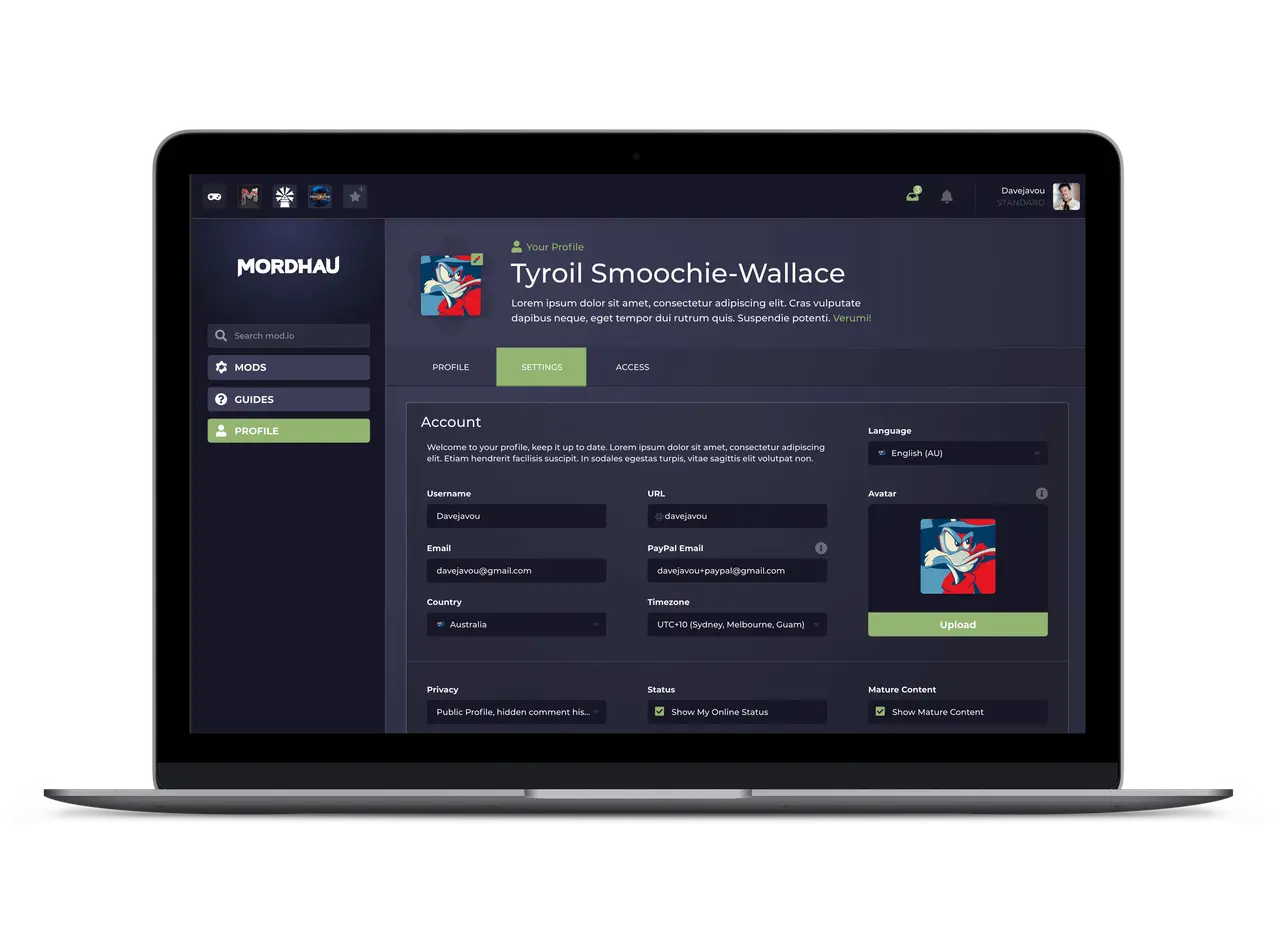 Davejavou
STANDARD
3
MORDHAU
Search mod.io
MODS
GUIDES
PROFILE
Your Profile
Tyroil Smoochie-Wallace
Lorem ipsum dolor sit amet, consectetur adipiscing elit. Cras vulputate
dapibus neque, eget tempor dui rutrum quis. Suspendie potenti. Verumi!
PROFILE
SETTINGS
ACCESS
Account
Welcome to your profile, keep it up to date. Lorem ipsum dolor sit amet, consectetur adipiscing
elit. Etiam hendrerit facilisis suscipit. In sodales egestas turpis, vitae sagittis elit volutpat non.
Language
English (AU)
Username
Davejavou
URL
@davejavou
Avatar
Email
davejavou@gmail.com
PayPal Email
davejavou+paypal@gmail.com
Country
Australia
Timezone
UTC+10 (Sydney, Melbourne, Guam)
Upload
Privacy
Public Profile, hidden comment his...
Status
Show My Online Status
Mature Content
Show Mature Content